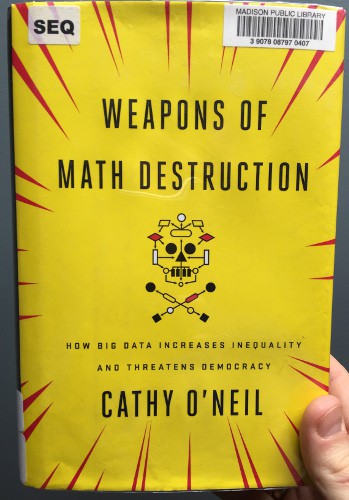 SEQ
MADISON PUBLIC LIBRARY
3 9078 08797 0407
WEAPONS OF
MATH DESTRUCTION
HOW BIG DATA INCREASES INEQUALITY
AND THREATENS DEMOCRACY
CATHY O'NEIL